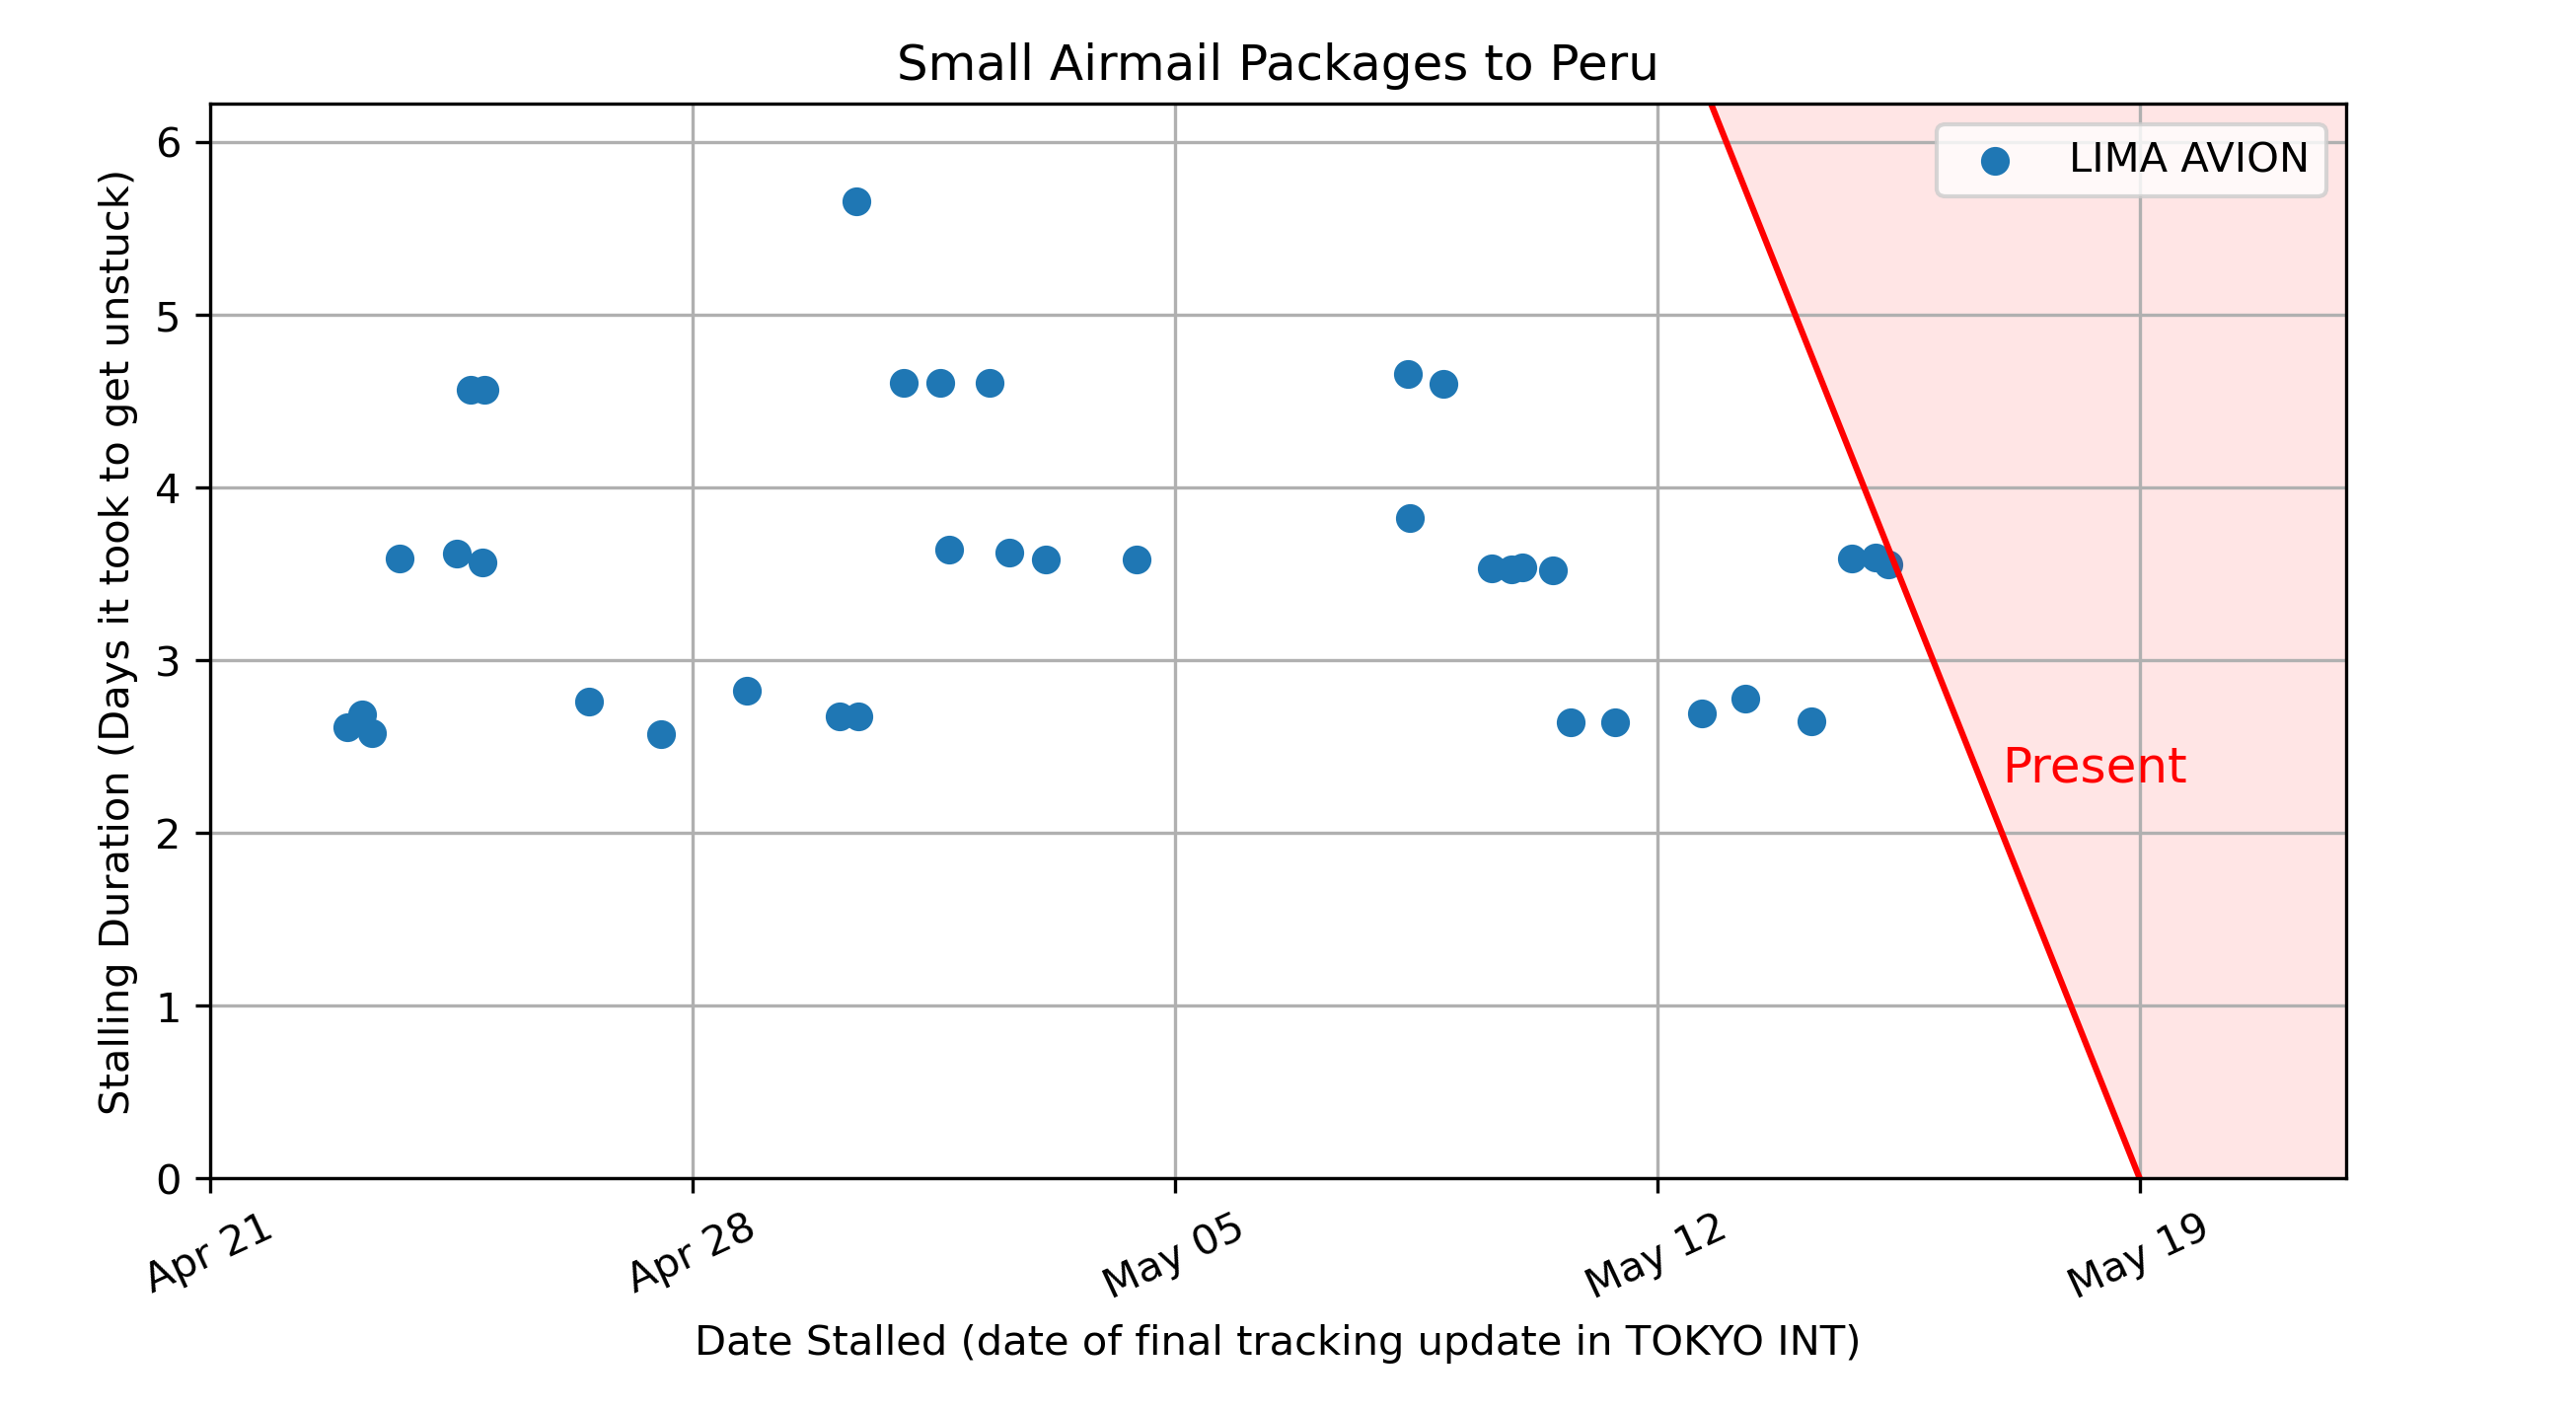 Small Airmail Packages to Peru
LIMA AVION
Stalling Duration (Days it took to get unstuck)
6
5
4
3
2
1
0
Present
Apr 21
Apr 28
May 05
May 12
May 19
Date Stalled (date of final tracking update in TOKYO INT)